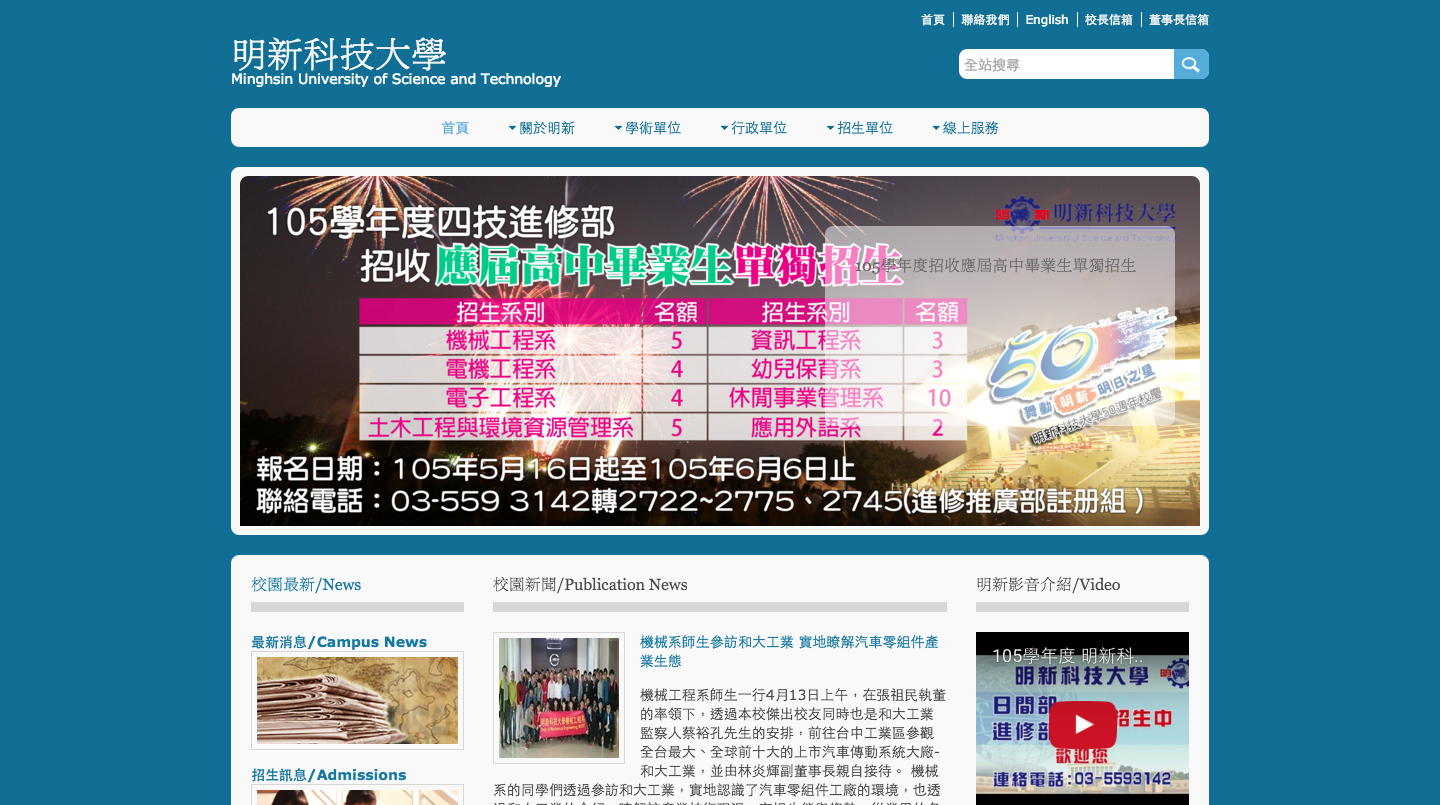 首頁 聯絡我們 English 校長信箱 董事長信箱
明新科技大學
Minghsin University of Science and Technology
全站搜尋
首頁 關於明新 學術單位 行政單位 招生單位 線上服務
105學年度四技進修部
招收應屆高中畢業生單獨招生
明新 明新科技大學
Minghsin University of Science and Technology
105學年度招收應屆高中畢業生單獨招生
招生系別 名額 招生系別 名額
機械工程系 5 資訊工程系 3
電機工程系 4 幼兒保育系 3
電子工程系 4 休閒事業管理系 10
土木工程與環境資源管理系 5 應用外語系 2
50
舞動 明新 明日之星
明新科技大學50週年校慶
報名日期：105年5月16日起至105年6月6日止
聯絡電話：03-559 3142轉2722~2775、2745(進修推廣部註册組 )
校園最新/News
最新消息/Campus News
招生訊息/Admissions
校園新聞/Publication News
機械系師生參訪和大工業 實地瞭解汽車零組件產
業生態
機械工程系師生一行4月13日上午，在張祖民執董
的率領下，透過本校傑出校友同時也是和大工業
監察人蔡裕孔先生的安排，前往台中工業區參觀
全台最大、全球前十大的上市汽車傳動系統大廠-
和大工業，並由林炎輝副董事長親自接待。 機械
系的同學們透過參訪和大工業，實地認識了汽車零組件工廠的環境，也透
明新科技大學機械工程系
明新影音介紹/Video
105學年度 明新科..
明新科技大學
日間部
進修部 招生中
歡迎您
連絡電話:03-5593142